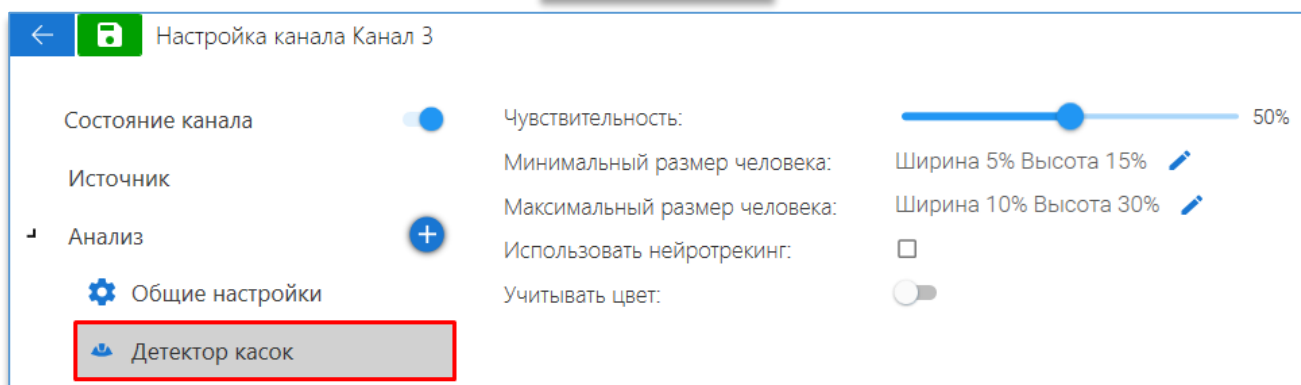 Настройка канала Канал 3
Состояние канала
Источник
Анализ
Общие настройки
Детектор касок
Чувствительность: 50%
Минимальный размер человека: Ширина 5% Высота 15%
Максимальный размер человека: Ширина 10% Высота 30%
Использовать нейротрекинг:
Учитывать цвет: